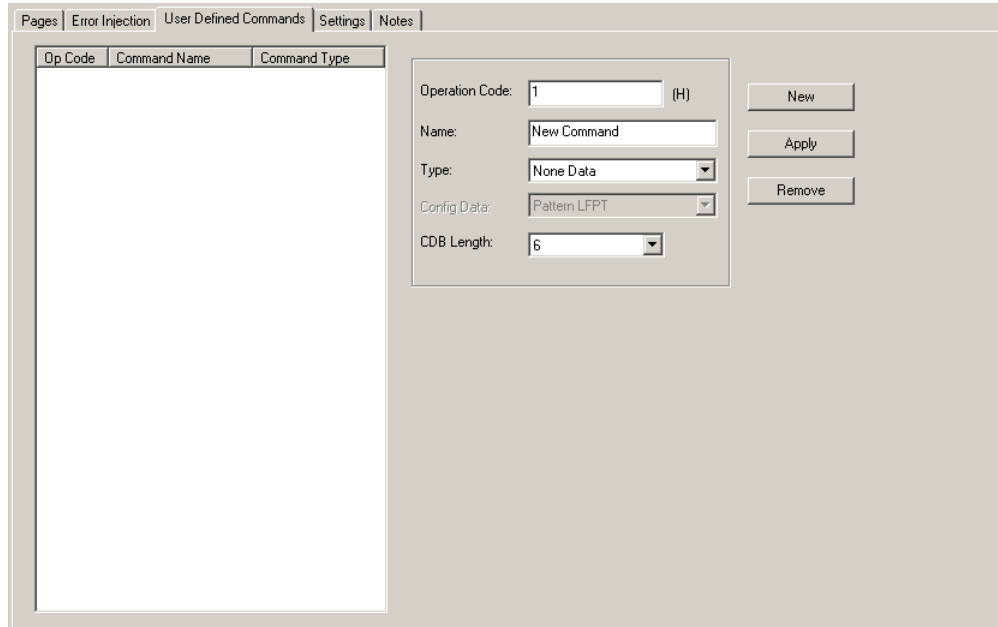 Pages Error Injection User Defined Commands Settings Notes
Op Code Command Name Command Type
Operation Code: 1 (H)
Name: New Command
Type: None Data
Config Data: Pattern LFPT
CDB Length: 6
New
Apply
Remove